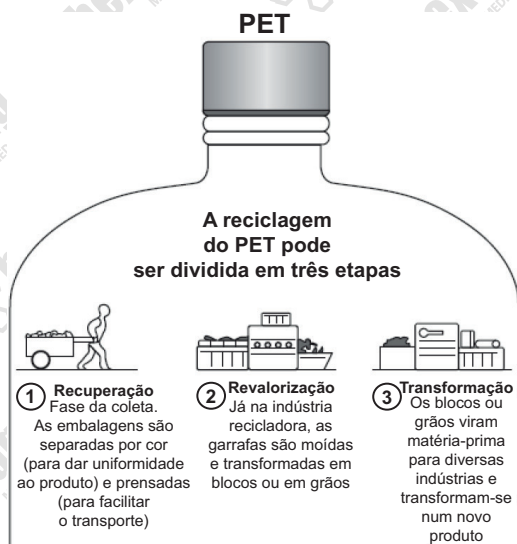 PET
A reciclagem
do PET pode
ser dividida em três etapas
1 Recuperação
Fase da coleta.
As embalagens são
separadas por cor
(para dar uniformidade
ao produto) e prensadas
(para facilitar
o transporte)
2 Revalorização
Já na indústria
recicladora, as
garrafas são moídas
e transformadas em
blocos ou em grãos
3 Transformação
Os blocos ou
grãos viram
matéria-prima
para diversas
indústrias e
transformam-se
num novo
produto